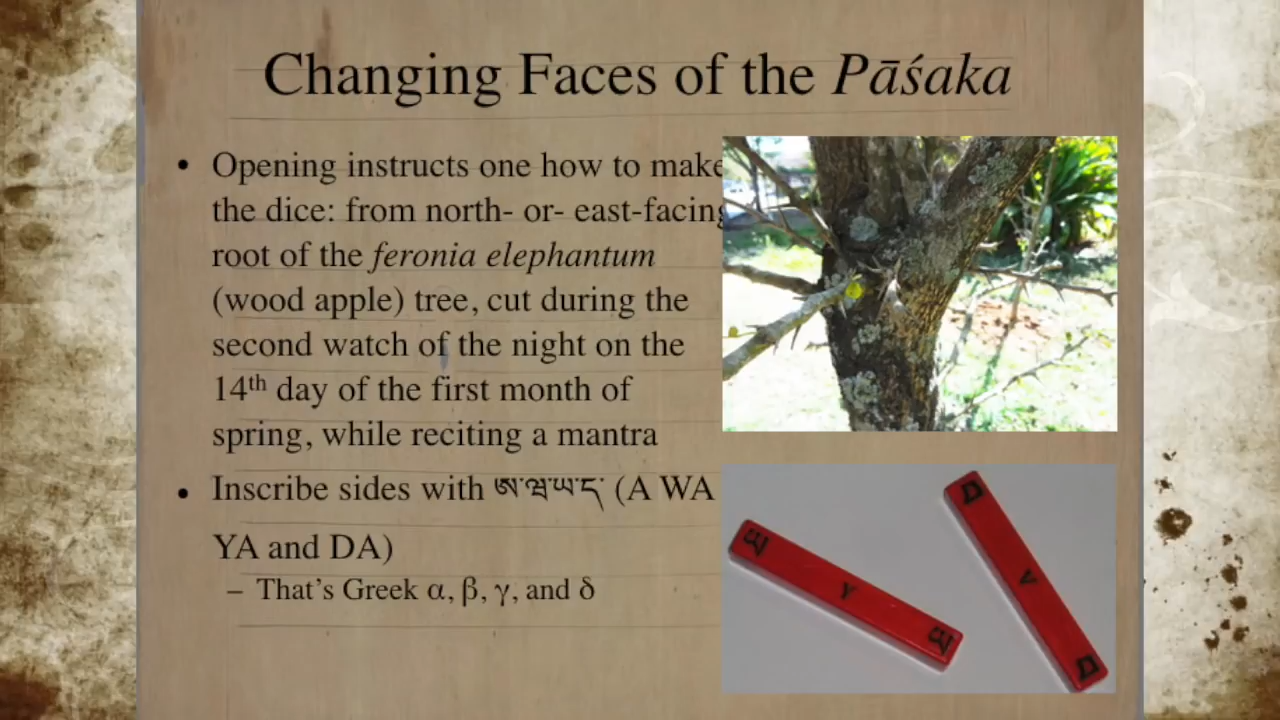 Changing Faces of the Pāśaka
• Opening instructs one how to make
the dice: from north- or- east-facing
root of the feronia elephantum
(wood apple) tree, cut during the
second watch of the night on the
14th day of the first month of
spring, while reciting a mantra
• Inscribe sides with ཨ་ཝ་ཡ་ད་ (A WA
YA and DA)
– That's Greek α, β, γ, and δ